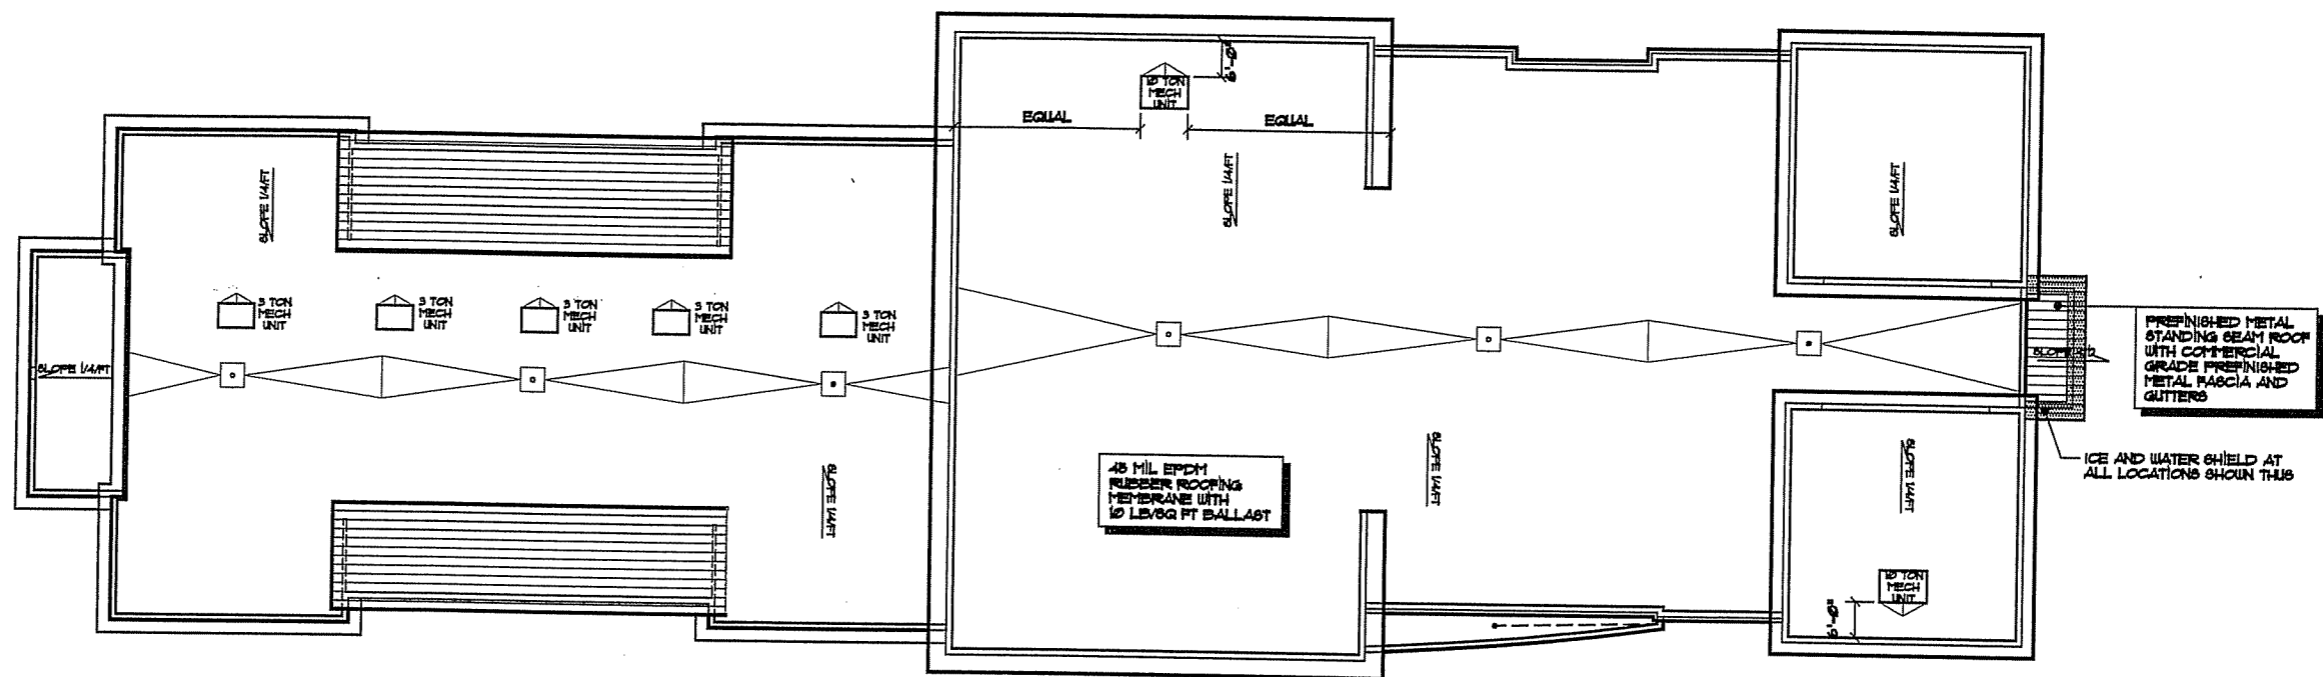 6'-0"
10 TON
MECH
UNIT
EQUAL
EQUAL
SLOPE 1/4/FT
SLOPE 1/4/FT
SLOPE 1/4/FT
3 TON
MECH
UNIT
3 TON
MECH
UNIT
3 TON
MECH
UNIT
3 TON
MECH
UNIT
3 TON
MECH
UNIT
SLOPE 1/4/FT
PREFINISHED METAL
STANDING SEAM ROOF
WITH COMMERCIAL
GRADE PREFINISHED
METAL FASCIA AND
GUTTERS
ICE AND WATER SHIELD AT
ALL LOCATIONS SHOWN THUS
45 MIL EPDM
RUBBER ROOFING
MEMBRANE WITH
10 LB/SQ FT BALLAST
SLOPE 1/4/FT
SLOPE 1/4/FT
SLOPE 1/4/FT
10 TON
MECH
UNIT
6'-0"